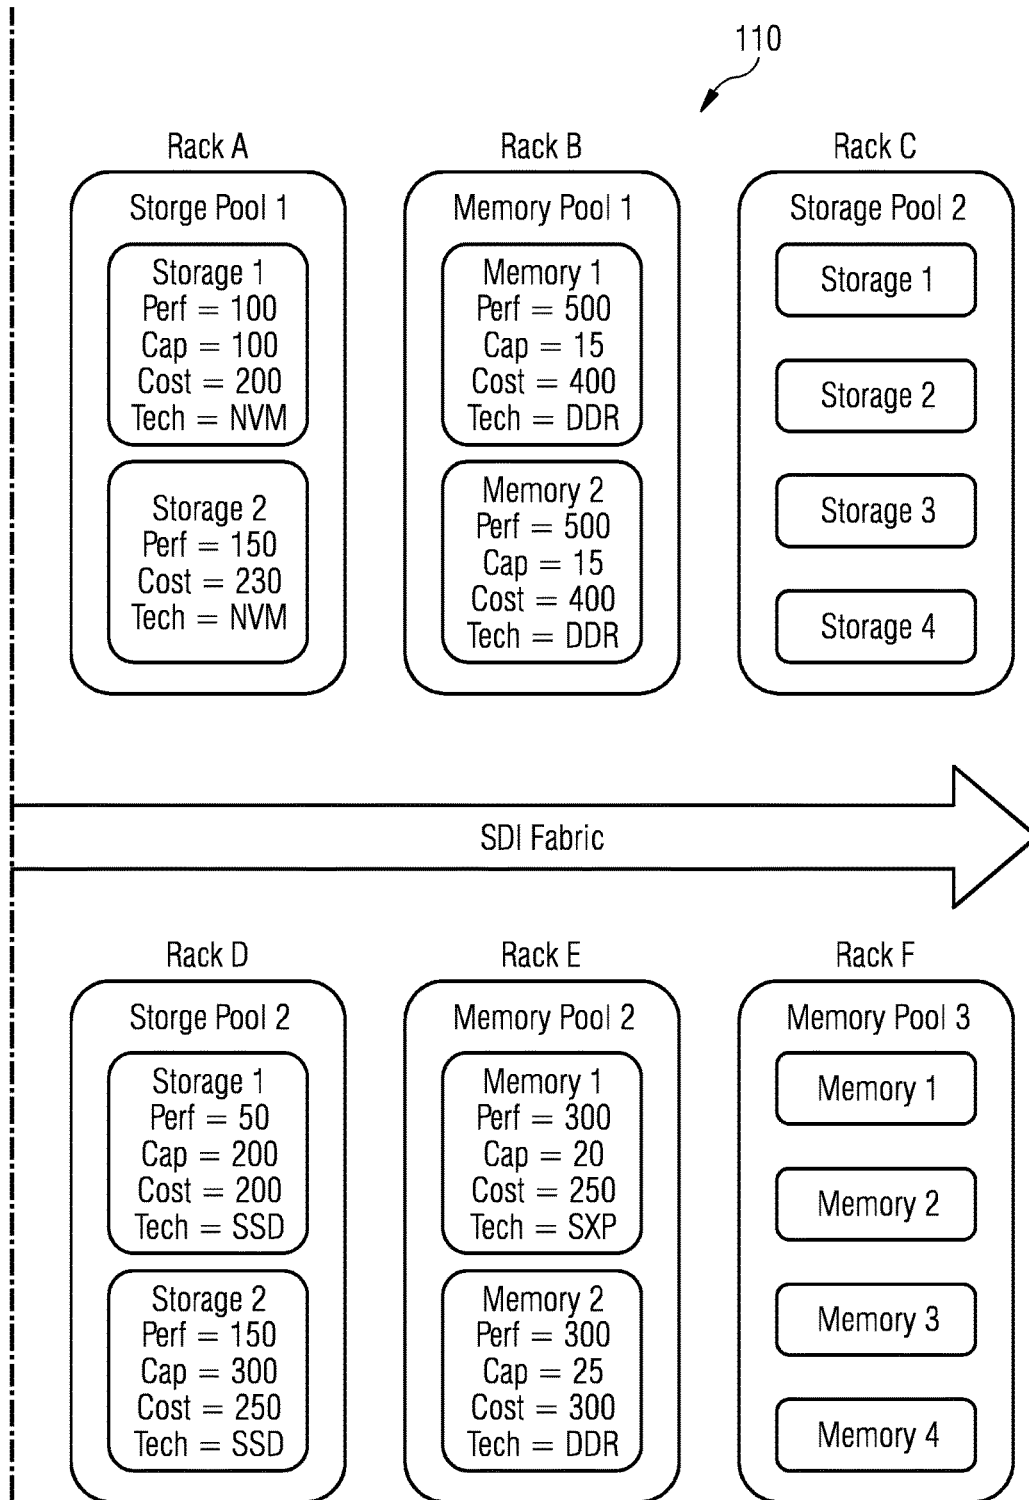 110
Rack A
Storge Pool 1
Storage 1
Perf = 100
Cap = 100
Cost = 200
Tech = NVM
Storage 2
Perf = 150
Cost = 230
Tech = NVM
Rack B
Memory Pool 1
Memory 1
Perf = 500
Cap = 15
Cost = 400
Tech = DDR
Memory 2
Perf = 500
Cap = 15
Cost = 400
Tech = DDR
Rack C
Storage Pool 2
Storage 1
Storage 2
Storage 3
Storage 4
SDI Fabric
Rack D
Storge Pool 2
Storage 1
Perf = 50
Cap = 200
Cost = 200
Tech = SSD
Storage 2
Perf = 150
Cap = 300
Cost = 250
Tech = SSD
Rack E
Memory Pool 2
Memory 1
Perf = 300
Cap = 20
Cost = 250
Tech = SXP
Memory 2
Perf = 300
Cap = 25
Cost = 300
Tech = DDR
Rack F
Memory Pool 3
Memory 1
Memory 2
Memory 3
Memory 4